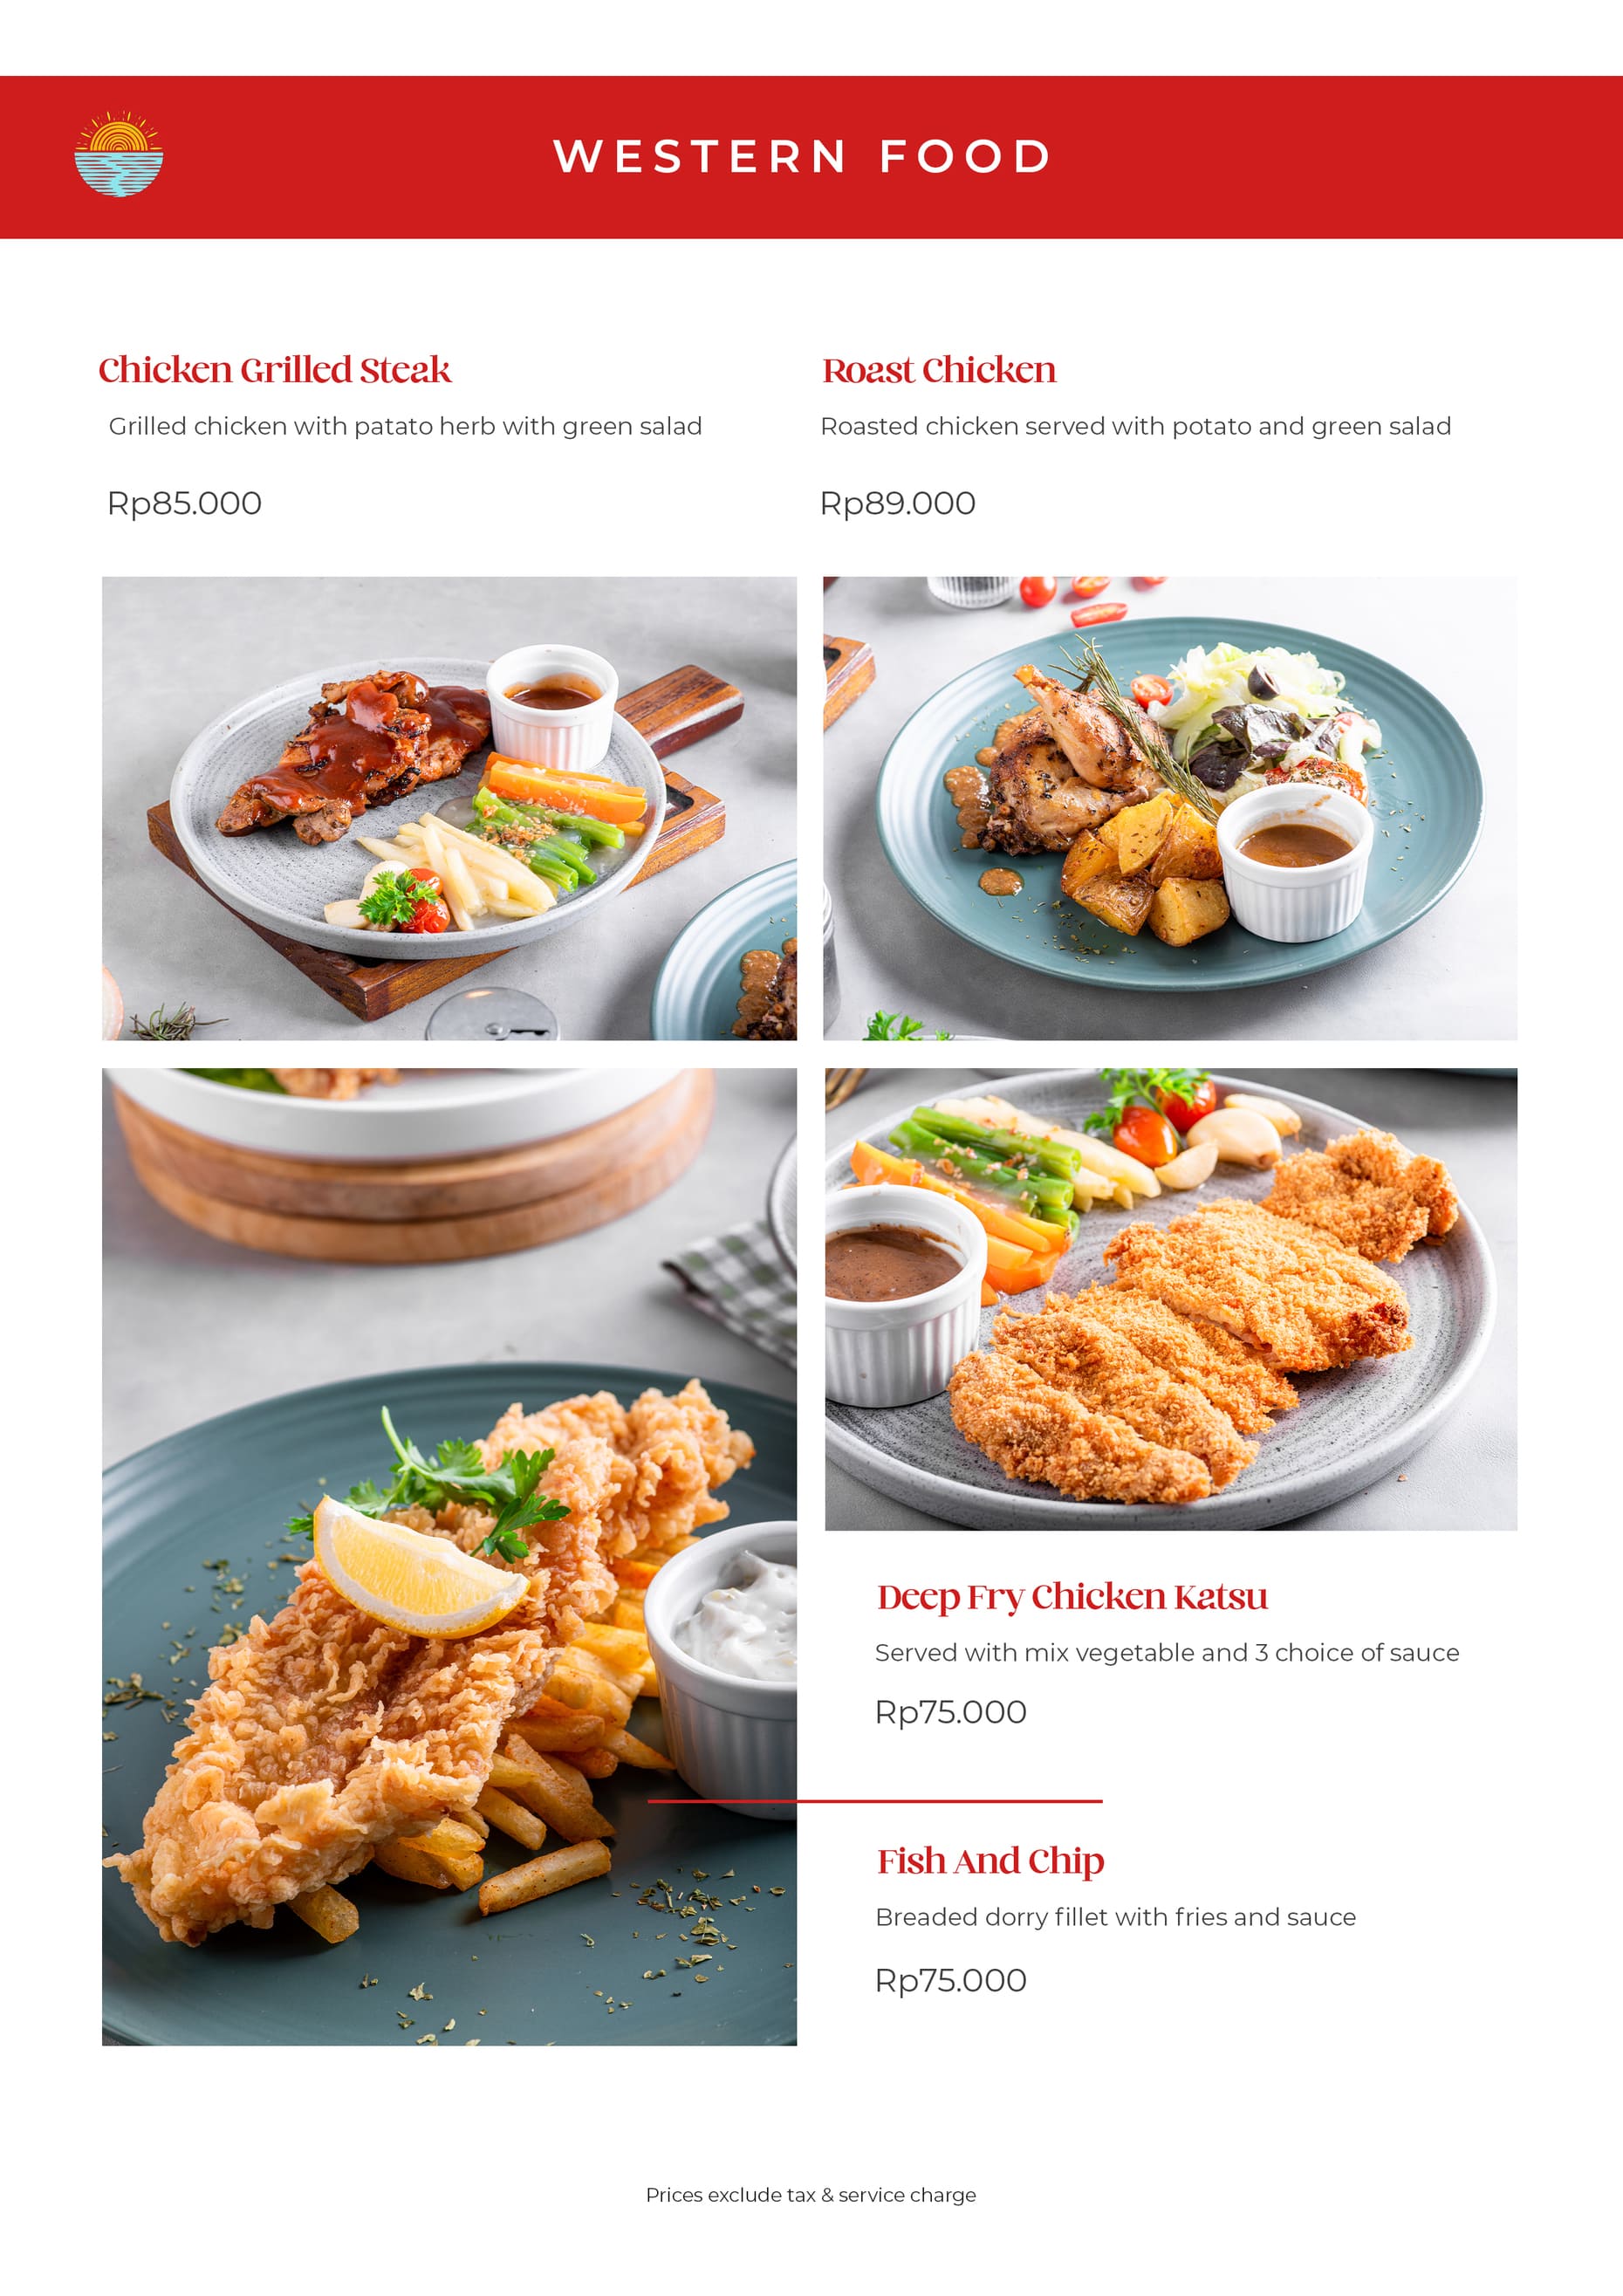 WESTERN FOOD
Chicken Grilled Steak
Grilled chicken with patato herb with green salad
Rp85.000
Roast Chicken
Roasted chicken served with potato and green salad
Rp89.000
Deep Fry Chicken Katsu
Served with mix vegetable and 3 choice of sauce
Rp75.000
Fish And Chip
Breaded dorry fillet with fries and sauce
Rp75.000
Prices exclude tax & service charge